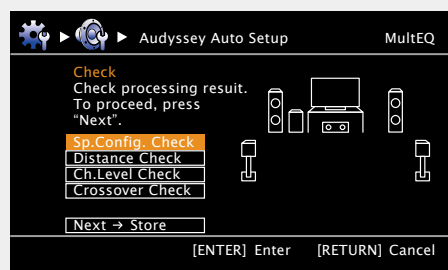 Audyssey Auto Setup MultEQ
Check
Check processing resuit.
To proceed, press
“Next”.
Sp.Config. Check
Distance Check
Ch.Level Check
Crossover Check
Next → Store
[ENTER] Enter [RETURN] Cancel